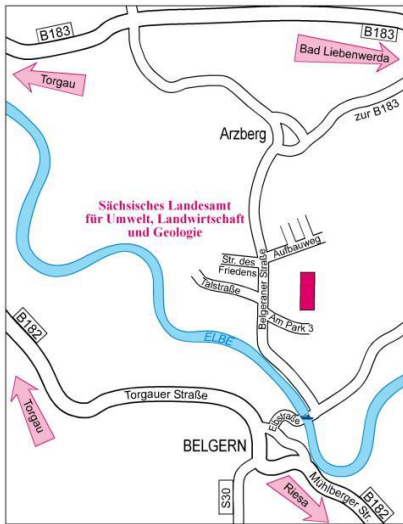 B183
B183
Bad Liebenwerda
Torgau
zur B183
Arzberg
Sächsisches Landesamt
für Umwelt, Landwirtschaft
und Geologie
Aufbauweg
Str. des
Friedens
Talstraße
Belgeraner Straße
Am Park 3
B182
ELBE
Torgauer Straße
Torgau
Elbstraße
BELGERN
Mühlberger Str.
S30
Riesa
B182